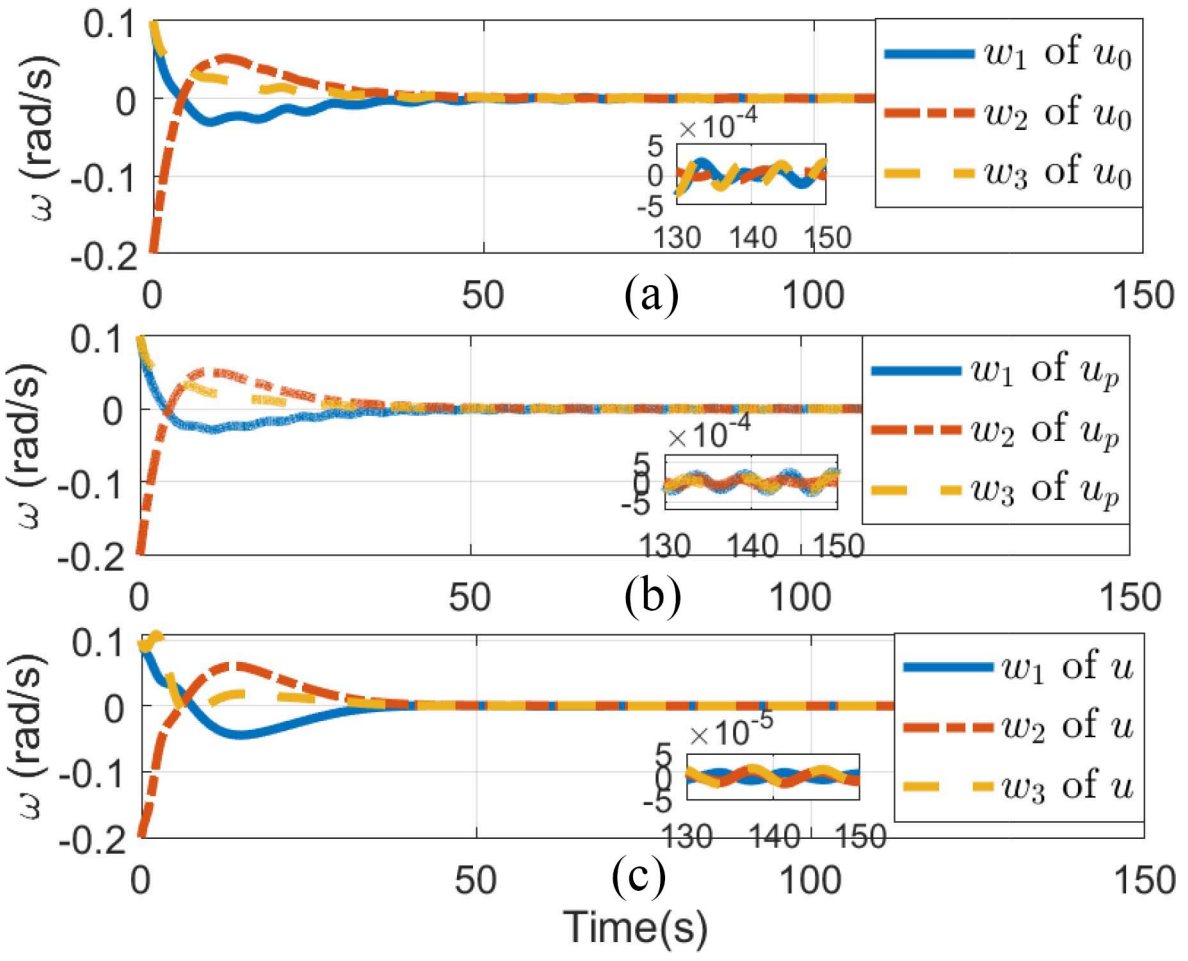 0.1
0
-0.1
-0.2
ω (rad/s)
w₁ of u₀
w₂ of u₀
w₃ of u₀
×10⁻⁴
5
0
-5
130 140 150
0 50 100 150
(a)
0.1
0
-0.1
-0.2
ω (rad/s)
w₁ of uₚ
w₂ of uₚ
w₃ of uₚ
×10⁻⁴
5
0
-5
130 140 150
0 50 100 150
(b)
0.1
0
-0.1
-0.2
ω (rad/s)
w₁ of u
w₂ of u
w₃ of u
×10⁻⁵
5
0
-5
130 140 150
0 50 100 150
(c)
Time(s)